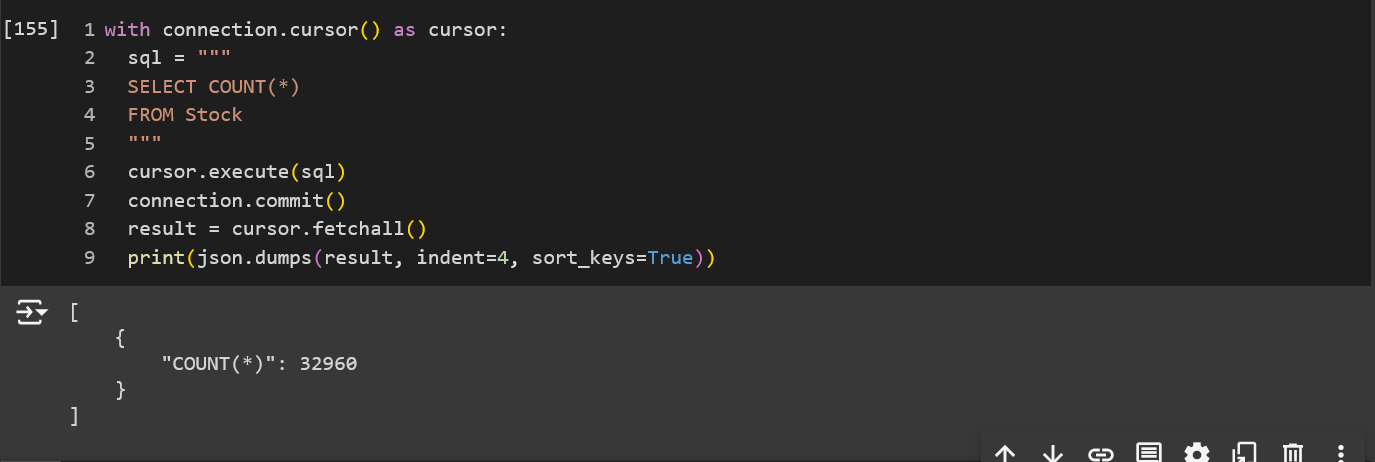 [155] 1 with connection.cursor() as cursor:
2 sql = """
3 SELECT COUNT(*)
4 FROM Stock
5 """
6 cursor.execute(sql)
7 connection.commit()
8 result = cursor.fetchall()
9 print(json.dumps(result, indent=4, sort_keys=True))
[
{
"COUNT(*)": 32960
}
]